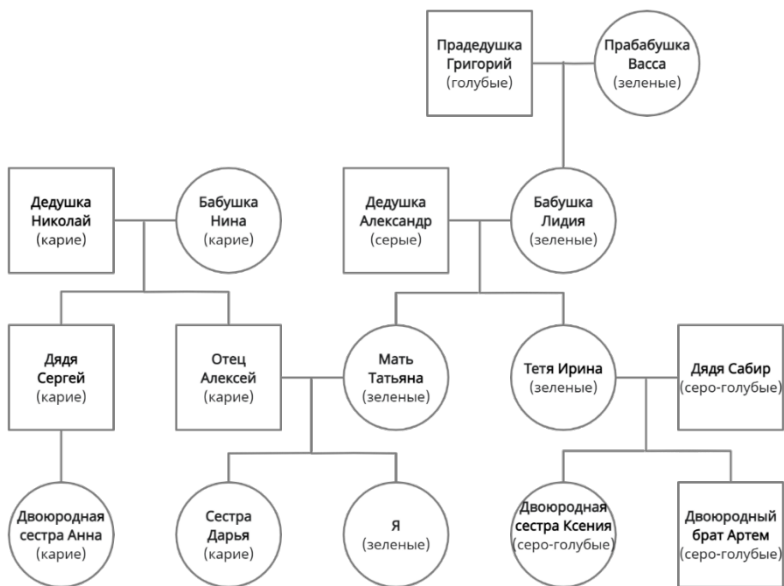 Прадедушка
Григорий
(голубые)
Прабабушка
Васса
(зеленые)
Дедушка
Николай
(карие)
Бабушка
Нина
(карие)
Дедушка
Александр
(серые)
Бабушка
Лидия
(зеленые)
Дядя
Сергей
(карие)
Отец
Алексей
(карие)
Мать
Татьяна
(зеленые)
Тетя Ирина
(зеленые)
Дядя Сабир
(серо-голубые)
Двоюродная
сестра Анна
(карие)
Сестра
Дарья
(карие)
Я
(зеленые)
Двоюродная
сестра Ксения
(серо-голубые)
Двоюродный
брат Артем
(серо-голубые)